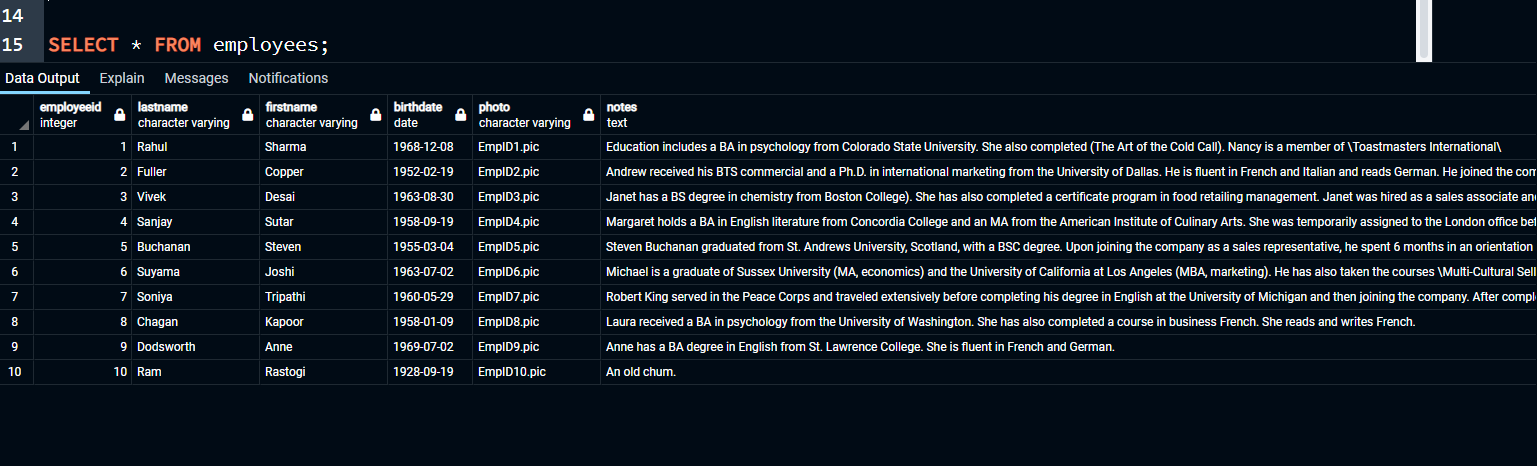 14
15 SELECT * FROM employees;
Data Output Explain Messages Notifications
employeeid lastname firstname birthdate photo notes
integer character varying character varying date character varying text
1 1 Rahul Sharma 1968-12-08 EmpID1.pic Education includes a BA in psychology from Colorado State University. She also completed (The Art of the Cold Call). Nancy is a member of \Toastmasters International\
2 2 Fuller Copper 1952-02-19 EmpID2.pic Andrew received his BTS commercial and a Ph.D. in international marketing from the University of Dallas. He is fluent in French and Italian and reads German. He joined the com
3 3 Vivek Desai 1963-08-30 EmpID3.pic Janet has a BS degree in chemistry from Boston College). She has also completed a certificate program in food retailing management. Janet was hired as a sales associate an
4 4 Sanjay Sutar 1958-09-19 EmpID4.pic Margaret holds a BA in English literature from Concordia College and an MA from the American Institute of Culinary Arts. She was temporarily assigned to the London office be
5 5 Buchanan Steven 1955-03-04 EmpID5.pic Steven Buchanan graduated from St. Andrews University, Scotland, with a BSC degree. Upon joining the company as a sales representative, he spent 6 months in an orientation
6 6 Suyama Joshi 1963-07-02 EmpID6.pic Michael is a graduate of Sussex University (MA, economics) and the University of California at Los Angeles (MBA, marketing). He has also taken the courses \Multi-Cultural Sell
7 7 Soniya Tripathi 1960-05-29 EmpID7.pic Robert King served in the Peace Corps and traveled extensively before completing his degree in English at the University of Michigan and then joining the company. After compl
8 8 Chagan Kapoor 1958-01-09 EmpID8.pic Laura received a BA in psychology from the University of Washington. She has also completed a course in business French. She reads and writes French.
9 9 Dodsworth Anne 1969-07-02 EmpID9.pic Anne has a BA degree in English from St. Lawrence College. She is fluent in French and German.
10 10 Ram Rastogi 1928-09-19 EmpID10.pic An old chum.